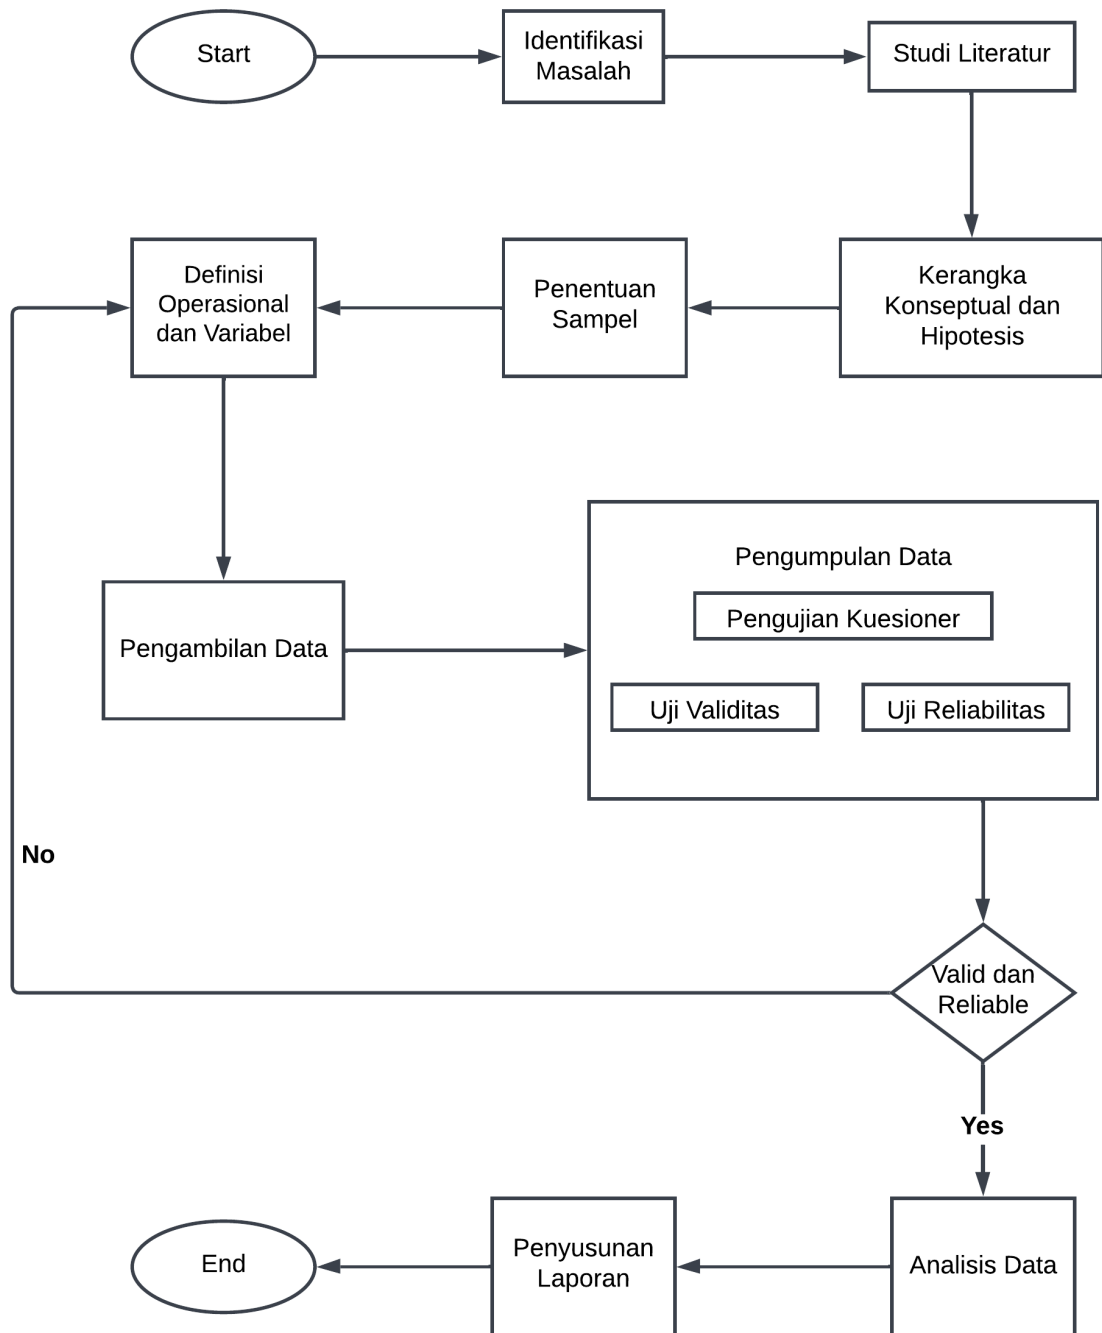 Start
Identifikasi
Masalah
Studi Literatur
Definisi
Operasional
dan Variabel
Penentuan
Sampel
Kerangka
Konseptual dan
Hipotesis
Pengambilan Data
Pengumpulan Data
Pengujian Kuesioner
Uji Validitas
Uji Reliabilitas
No
Valid dan
Reliable
Yes
End
Penyusunan
Laporan
Analisis Data